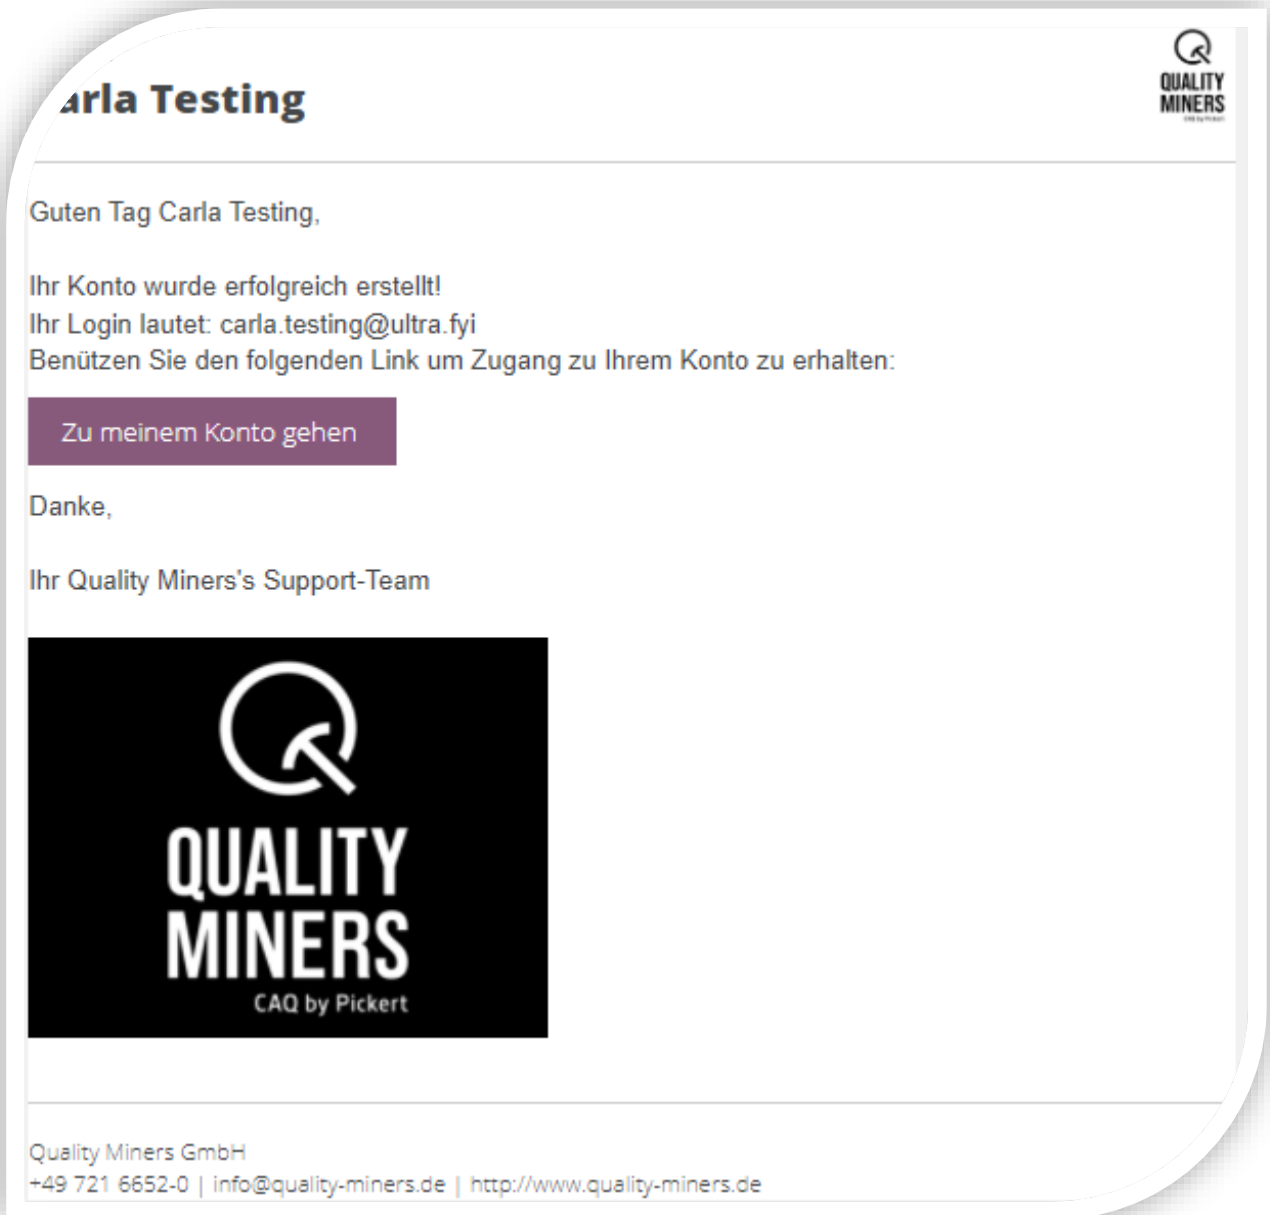 arla Testing
QUALITY
MINERS
CAQ by Pickert
Guten Tag Carla Testing,
Ihr Konto wurde erfolgreich erstellt!
Ihr Login lautet: carla.testing@ultra.fyi
Benützen Sie den folgenden Link um Zugang zu Ihrem Konto zu erhalten:
Zu meinem Konto gehen
Danke,
Ihr Quality Miners's Support-Team
QUALITY
MINERS
CAQ by Pickert
Quality Miners GmbH
+49 721 6652-0 | info@quality-miners.de | http://www.quality-miners.de